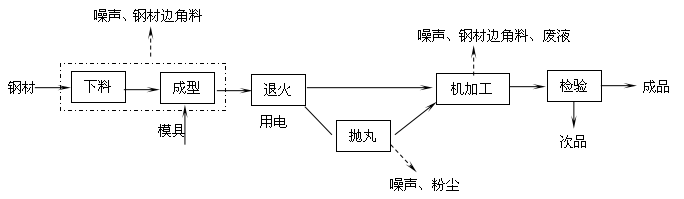 噪声、钢材边角料
噪声、钢材边角料、废液
钢材
下料
成型
退火
机加工
检验
成品
模具
用电
抛丸
次品
噪声、粉尘